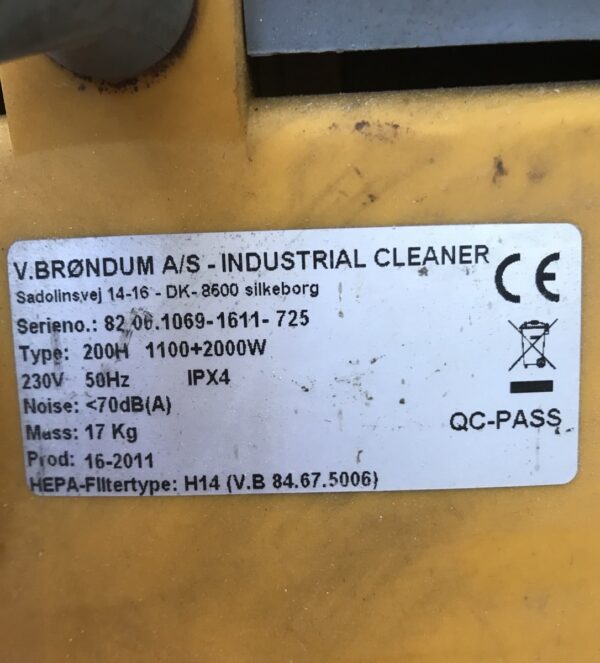 V.BRØNDUM A/S - INDUSTRIAL CLEANER
Sadolinsvej 14-16 - DK- 8600 silkeborg
Serieno.: 82.06.1069-1611- 725
Type: 200H 1100+2000W
230V 50Hz IPX4
Noise: <70dB(A)
Mass: 17 Kg
Prod: 16-2011
HEPA-Filtertype: H14 (V.B 84.67.5006)
CE
QC-PASS